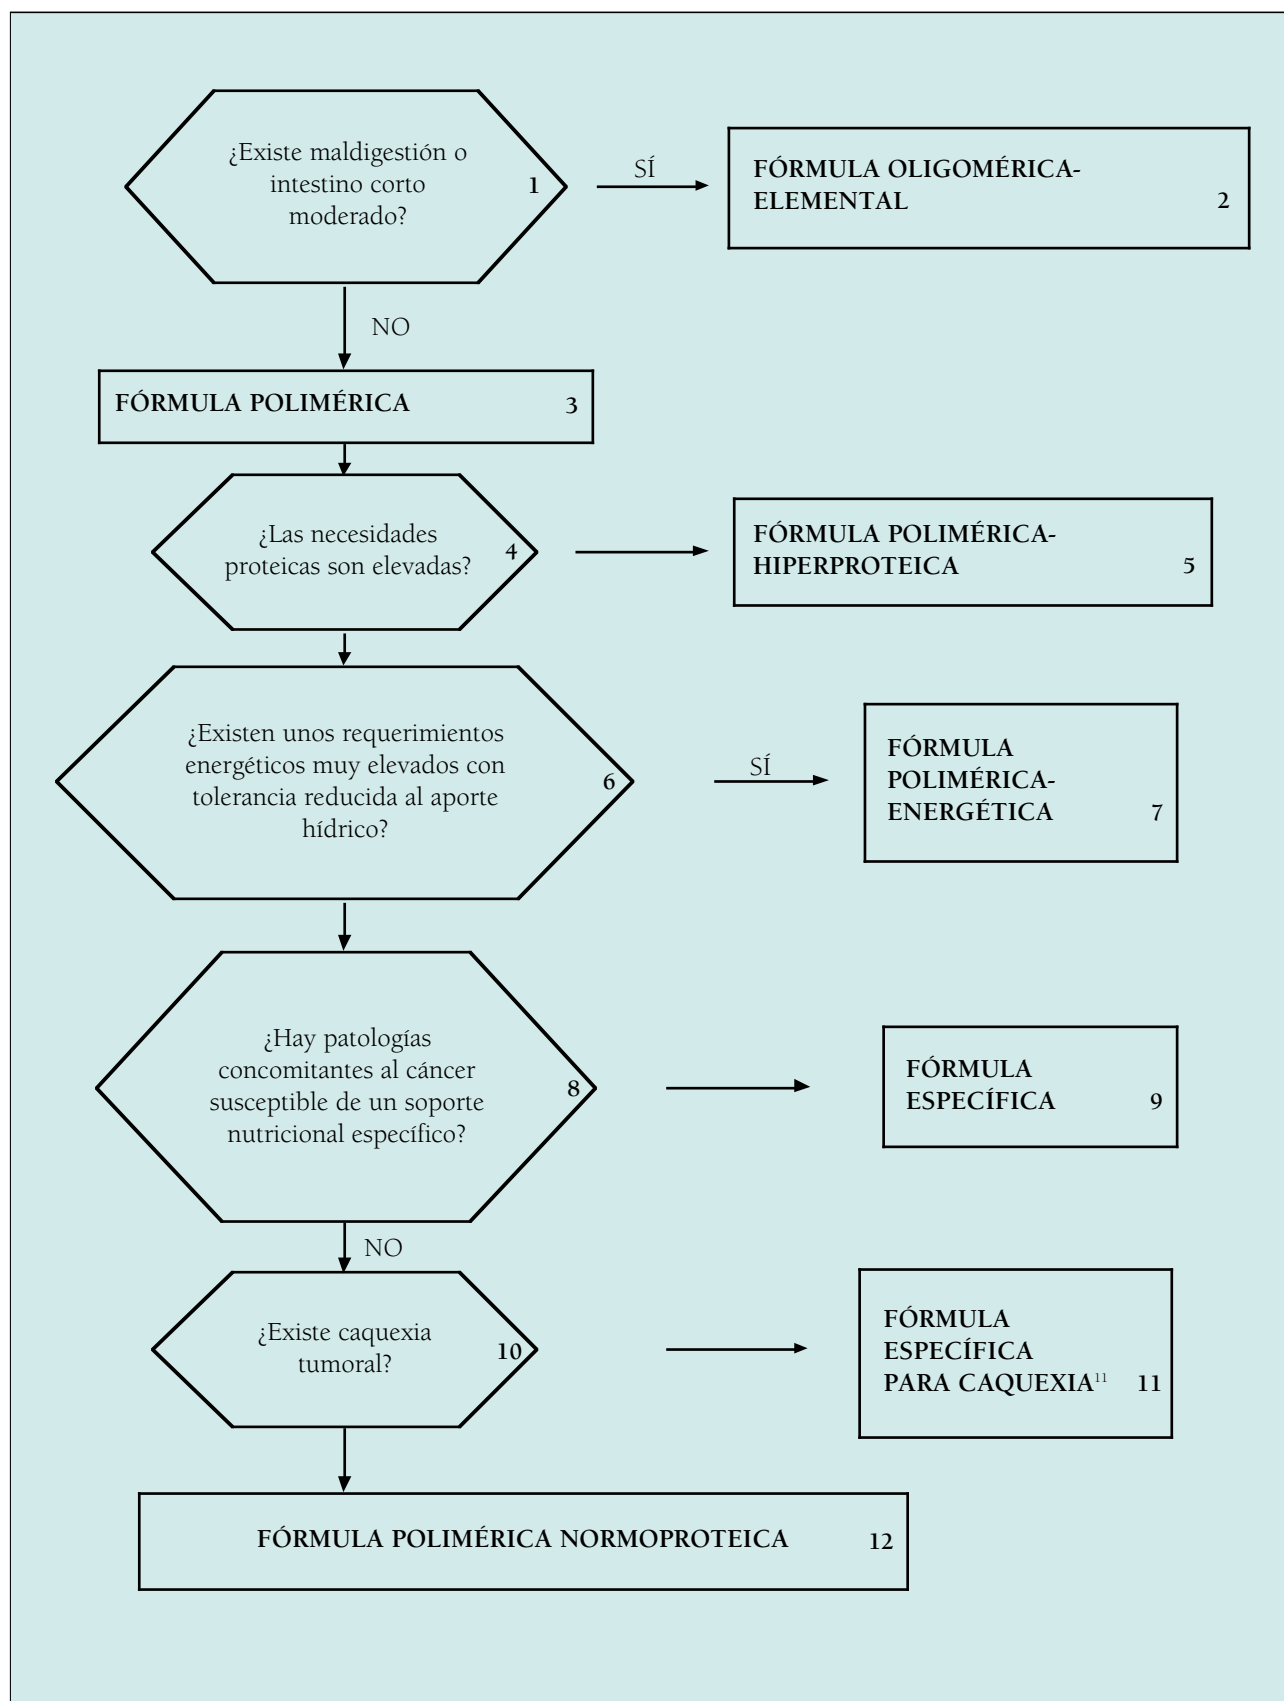 ¿Existe maldigestión o
intestino corto
moderado?
1
SÍ
FÓRMULA OLIGOMÉRICA-
ELEMENTAL
2
NO
FÓRMULA POLIMÉRICA
3
¿Las necesidades
proteicas son elevadas?
4
FÓRMULA POLIMÉRICA-
HIPERPROTEICA
5
¿Existen unos requerimientos
energéticos muy elevados con
tolerancia reducida al aporte
hídrico?
6
SÍ
FÓRMULA
POLIMÉRICA-
ENERGÉTICA
7
¿Hay patologías
concomitantes al cáncer
susceptible de un soporte
nutricional específico?
8
FÓRMULA
ESPECÍFICA
9
NO
¿Existe caquexia
tumoral?
10
FÓRMULA
ESPECÍFICA
PARA CAQUEXIA¹¹
11
FÓRMULA POLIMÉRICA NORMOPROTEICA
12